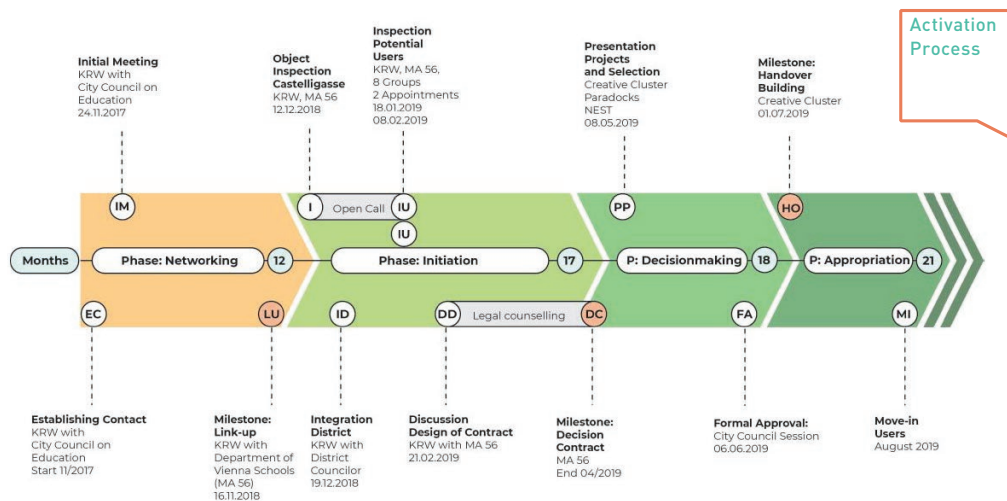 Activation
Process
Initial Meeting
KRW with
City Council on
Education
24.11.2017
Object
Inspection
Castelligasse
KRW, MA 56
12.12.2018
Inspection
Potential
Users
KRW, MA 56,
8 Groups
2 Appointments
18.01.2019
08.02.2019
Presentation
Projects
and Selection
Creative Cluster
Paradocks
NEST
08.05.2019
Milestone:
Handover
Building
Creative Cluster
01.07.2019
IM
I
Open Call
IU
IU
PP
HO
Months
Phase: Networking
12
Phase: Initiation
17
P: Decisionmaking
18
P: Appropriation
21
EC
LU
ID
DD
Legal counselling
DC
FA
MI
Establishing Contact
KRW with
City Council on
Education
Start 11/2017
Milestone:
Link-up
KRW with
Department of
Vienna Schools
(MA 56)
16.11.2018
Integration
District
KRW with
District
Councilor
19.12.2018
Discussion
Design of Contract
KRW with MA 56
21.02.2019
Milestone:
Decision
Contract
MA 56
End 04/2019
Formal Approval:
City Council Session
06.06.2019
Move-in
Users
August 2019